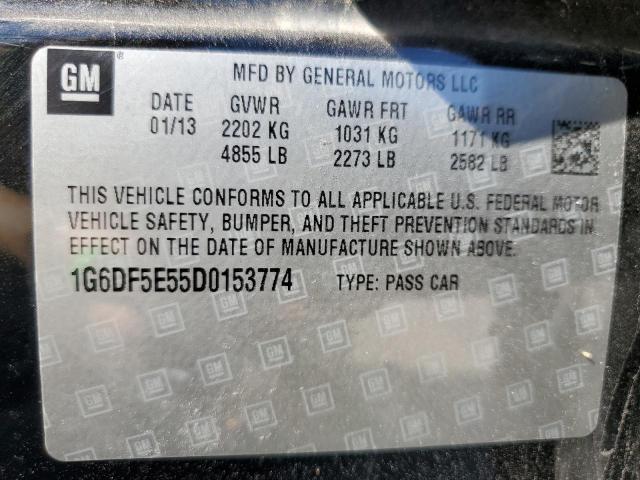 GM ®
MFD BY GENERAL MOTORS LLC
DATE GVWR GAWR FRT GAWR RR
01/13 2202 KG 1031 KG 1171 KG
4855 LB 2273 LB 2582 LB
THIS VEHICLE CONFORMS TO ALL APPLICABLE U.S. FEDERAL MOTOR
VEHICLE SAFETY, BUMPER, AND THEFT PREVENTION STANDARDS IN
EFFECT ON THE DATE OF MANUFACTURE SHOWN ABOVE.
1G6DF5E55D0153774 TYPE: PASS CAR